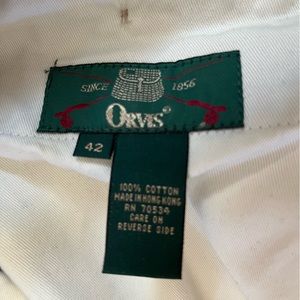 SINCE 1856
ORVIS®
42
100% COTTON
MADE IN HONG KONG
RN 70534
CARE ON
REVERSE SIDE